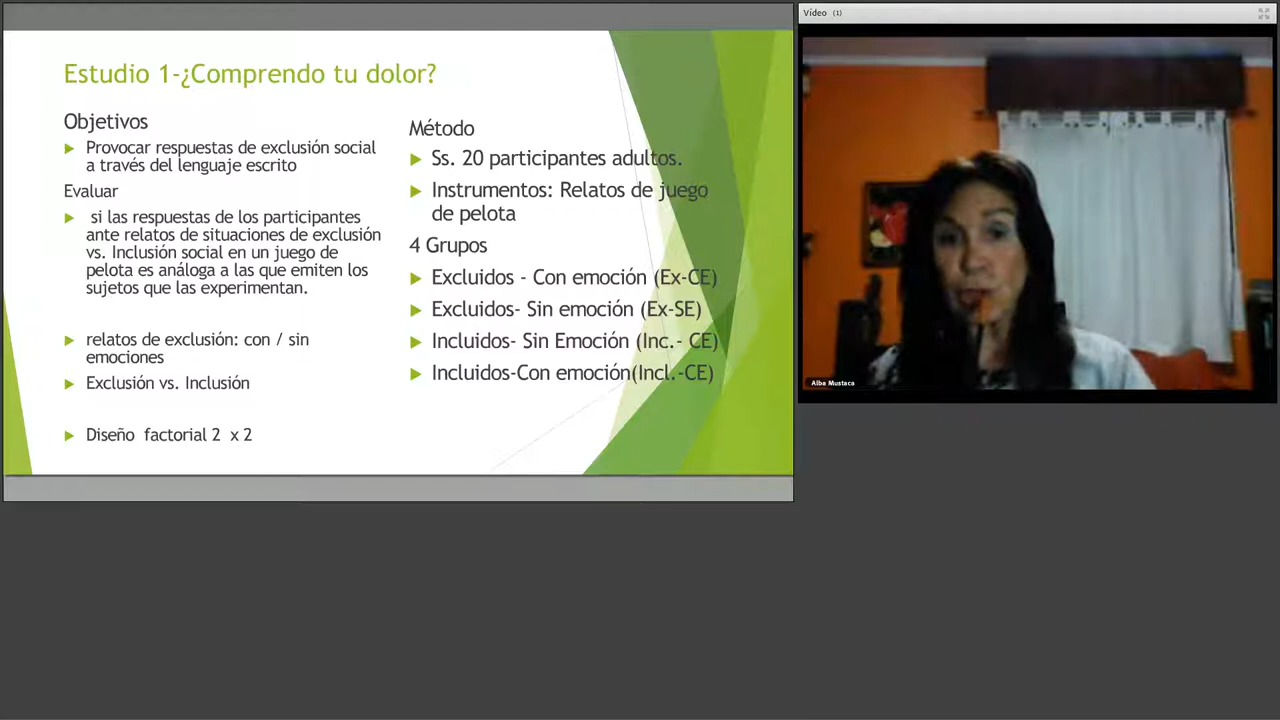 Estudio 1-¿Comprendo tu dolor?
Objetivos
Provocar respuestas de exclusión social
a través del lenguaje escrito
Evaluar
si las respuestas de los participantes
ante relatos de situaciones de exclusión
vs. Inclusión social en un juego de
pelota es análoga a las que emiten los
sujetos que las experimentan.
relatos de exclusión: con / sin
emociones
Exclusión vs. Inclusión
Diseño factorial 2 x 2
Método
Ss. 20 participantes adultos.
Instrumentos: Relatos de juego
de pelota
4 Grupos
Excluidos - Con emoción (Ex-CE)
Excluidos- Sin emoción (Ex-SE)
Incluidos- Sin Emoción (Inc.- CE)
Incluidos-Con emoción(Incl.-CE)
Vídeo (1)
Alba Mustaca